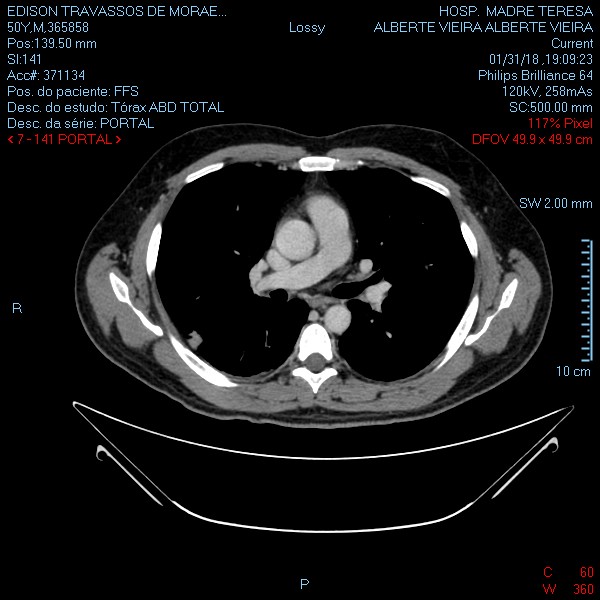 EDISON TRAVASSOS DE MORAE...
50Y,M,365858
Pos:139.50 mm
Sl:141
Acc#: 371134
Pos. do paciente: FFS
Desc. do estudo: Tórax ABD TOTAL
Desc. da série: PORTAL
< 7 - 141 PORTAL >
Lossy
HOSP. MADRE TERESA
ALBERTE VIEIRA ALBERTE VIEIRA
Current
01/31/18 ,19:09:23
Philips Brilliance 64
120kV, 258mAs
SC:500.00 mm
117% Pixel
DFOV 49.9 x 49.9 cm
SW 2.00 mm
R
10 cm
P
C 60
W 360